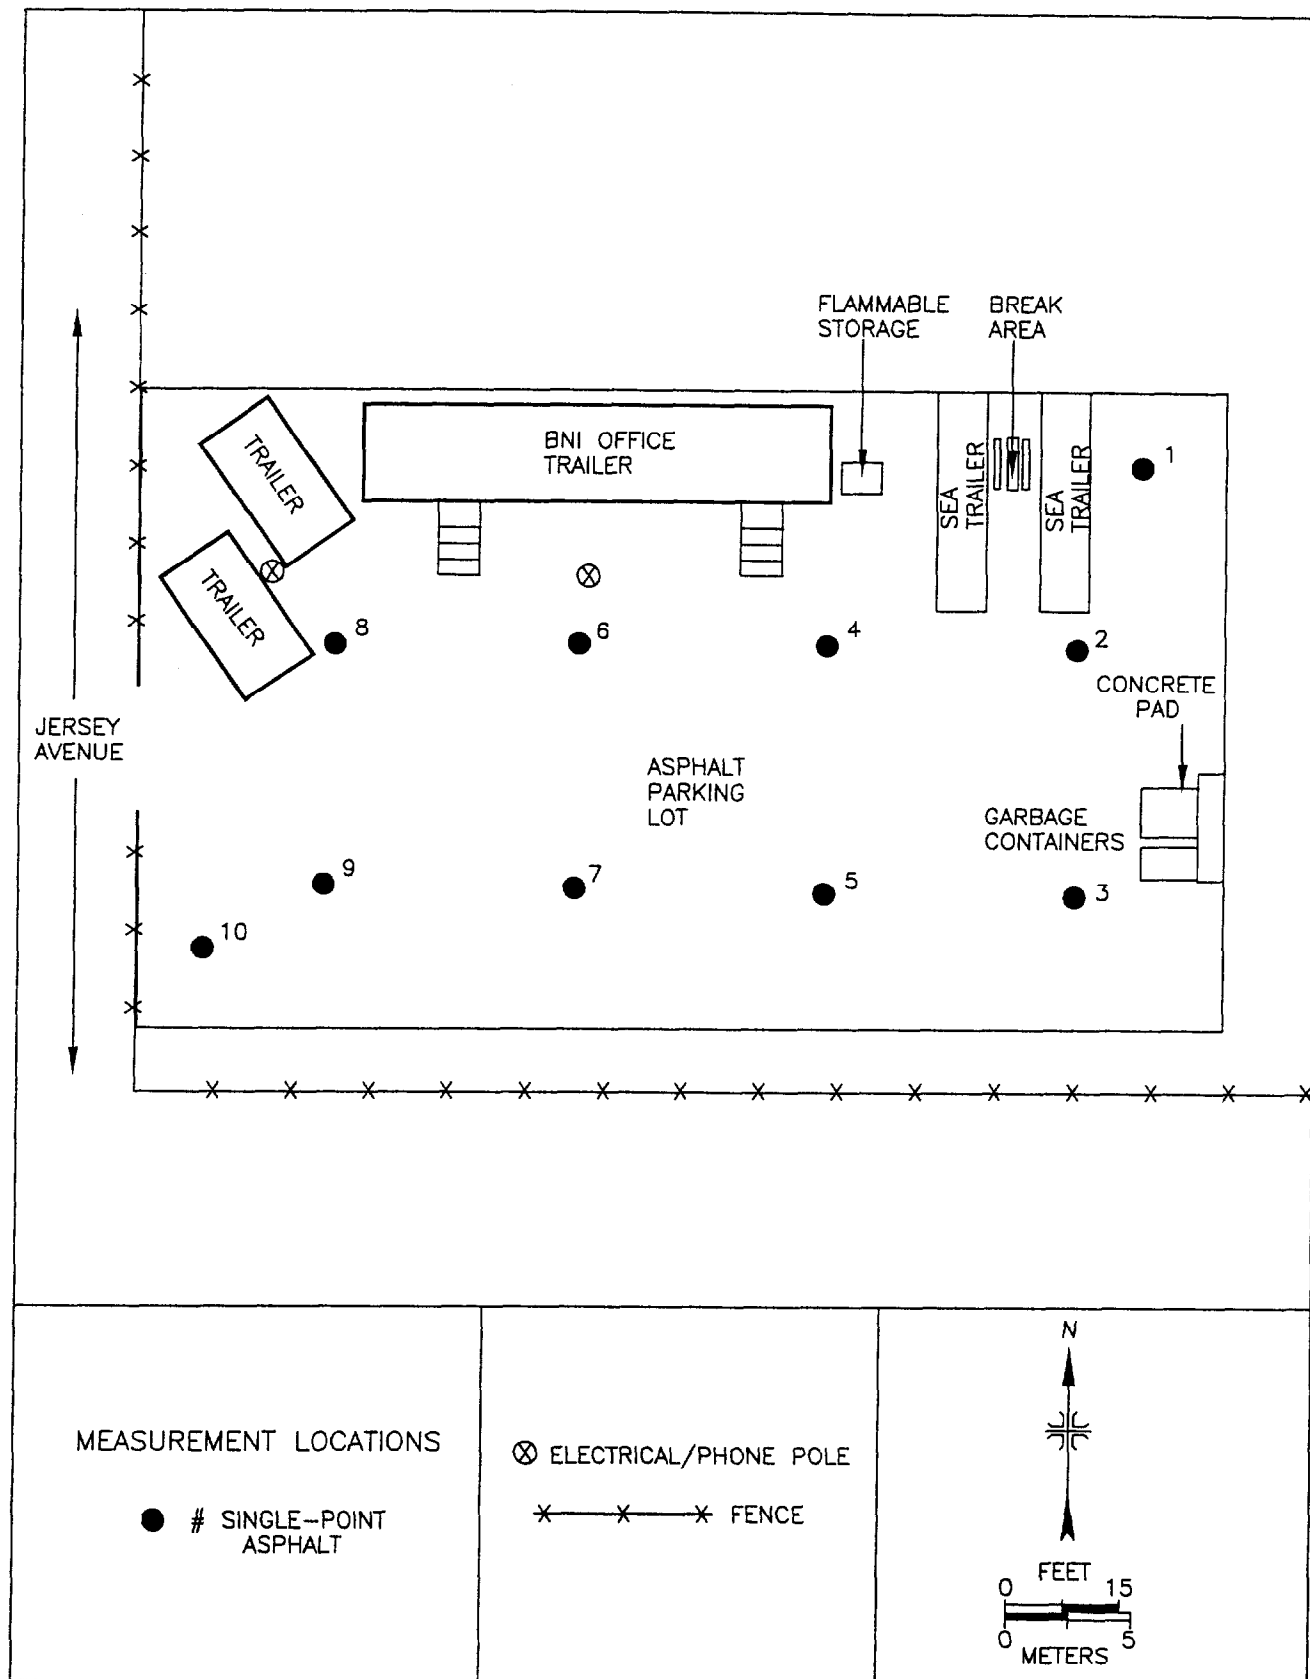 FLAMMABLE
STORAGE
BREAK
AREA
TRAILER
BNI OFFICE
TRAILER
SEA
TRAILER
SEA
TRAILER
1
TRAILER
8
6
4
2
CONCRETE
PAD
JERSEY
AVENUE
ASPHALT
PARKING
LOT
GARBAGE
CONTAINERS
9
7
5
3
10
MEASUREMENT LOCATIONS
# SINGLE-POINT
ASPHALT
ELECTRICAL/PHONE POLE
FENCE
N
FEET
0 15
0 5
METERS